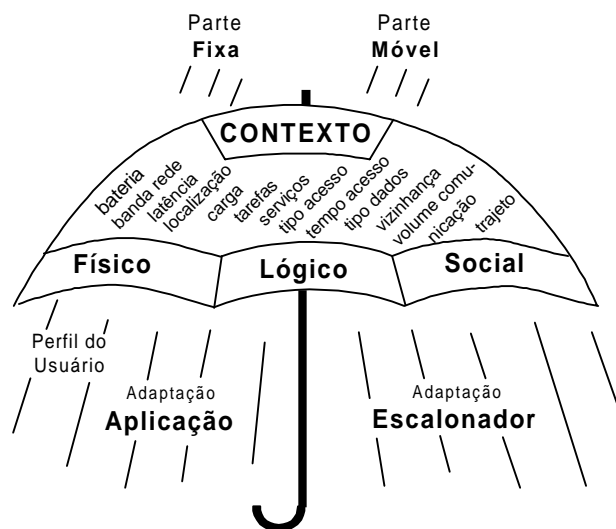 Parte
Fixa
Parte
Móvel
CONTEXTO
bateria
banda rede
latência
localização
carga
tarefas
serviços
tipo acesso
tempo acesso
tipo dados
vizinhança
volume comu-
nicação
trajeto
Físico
Lógico
Social
Perfil do
Usuário
Adaptação
Aplicação
Adaptação
Escalonador